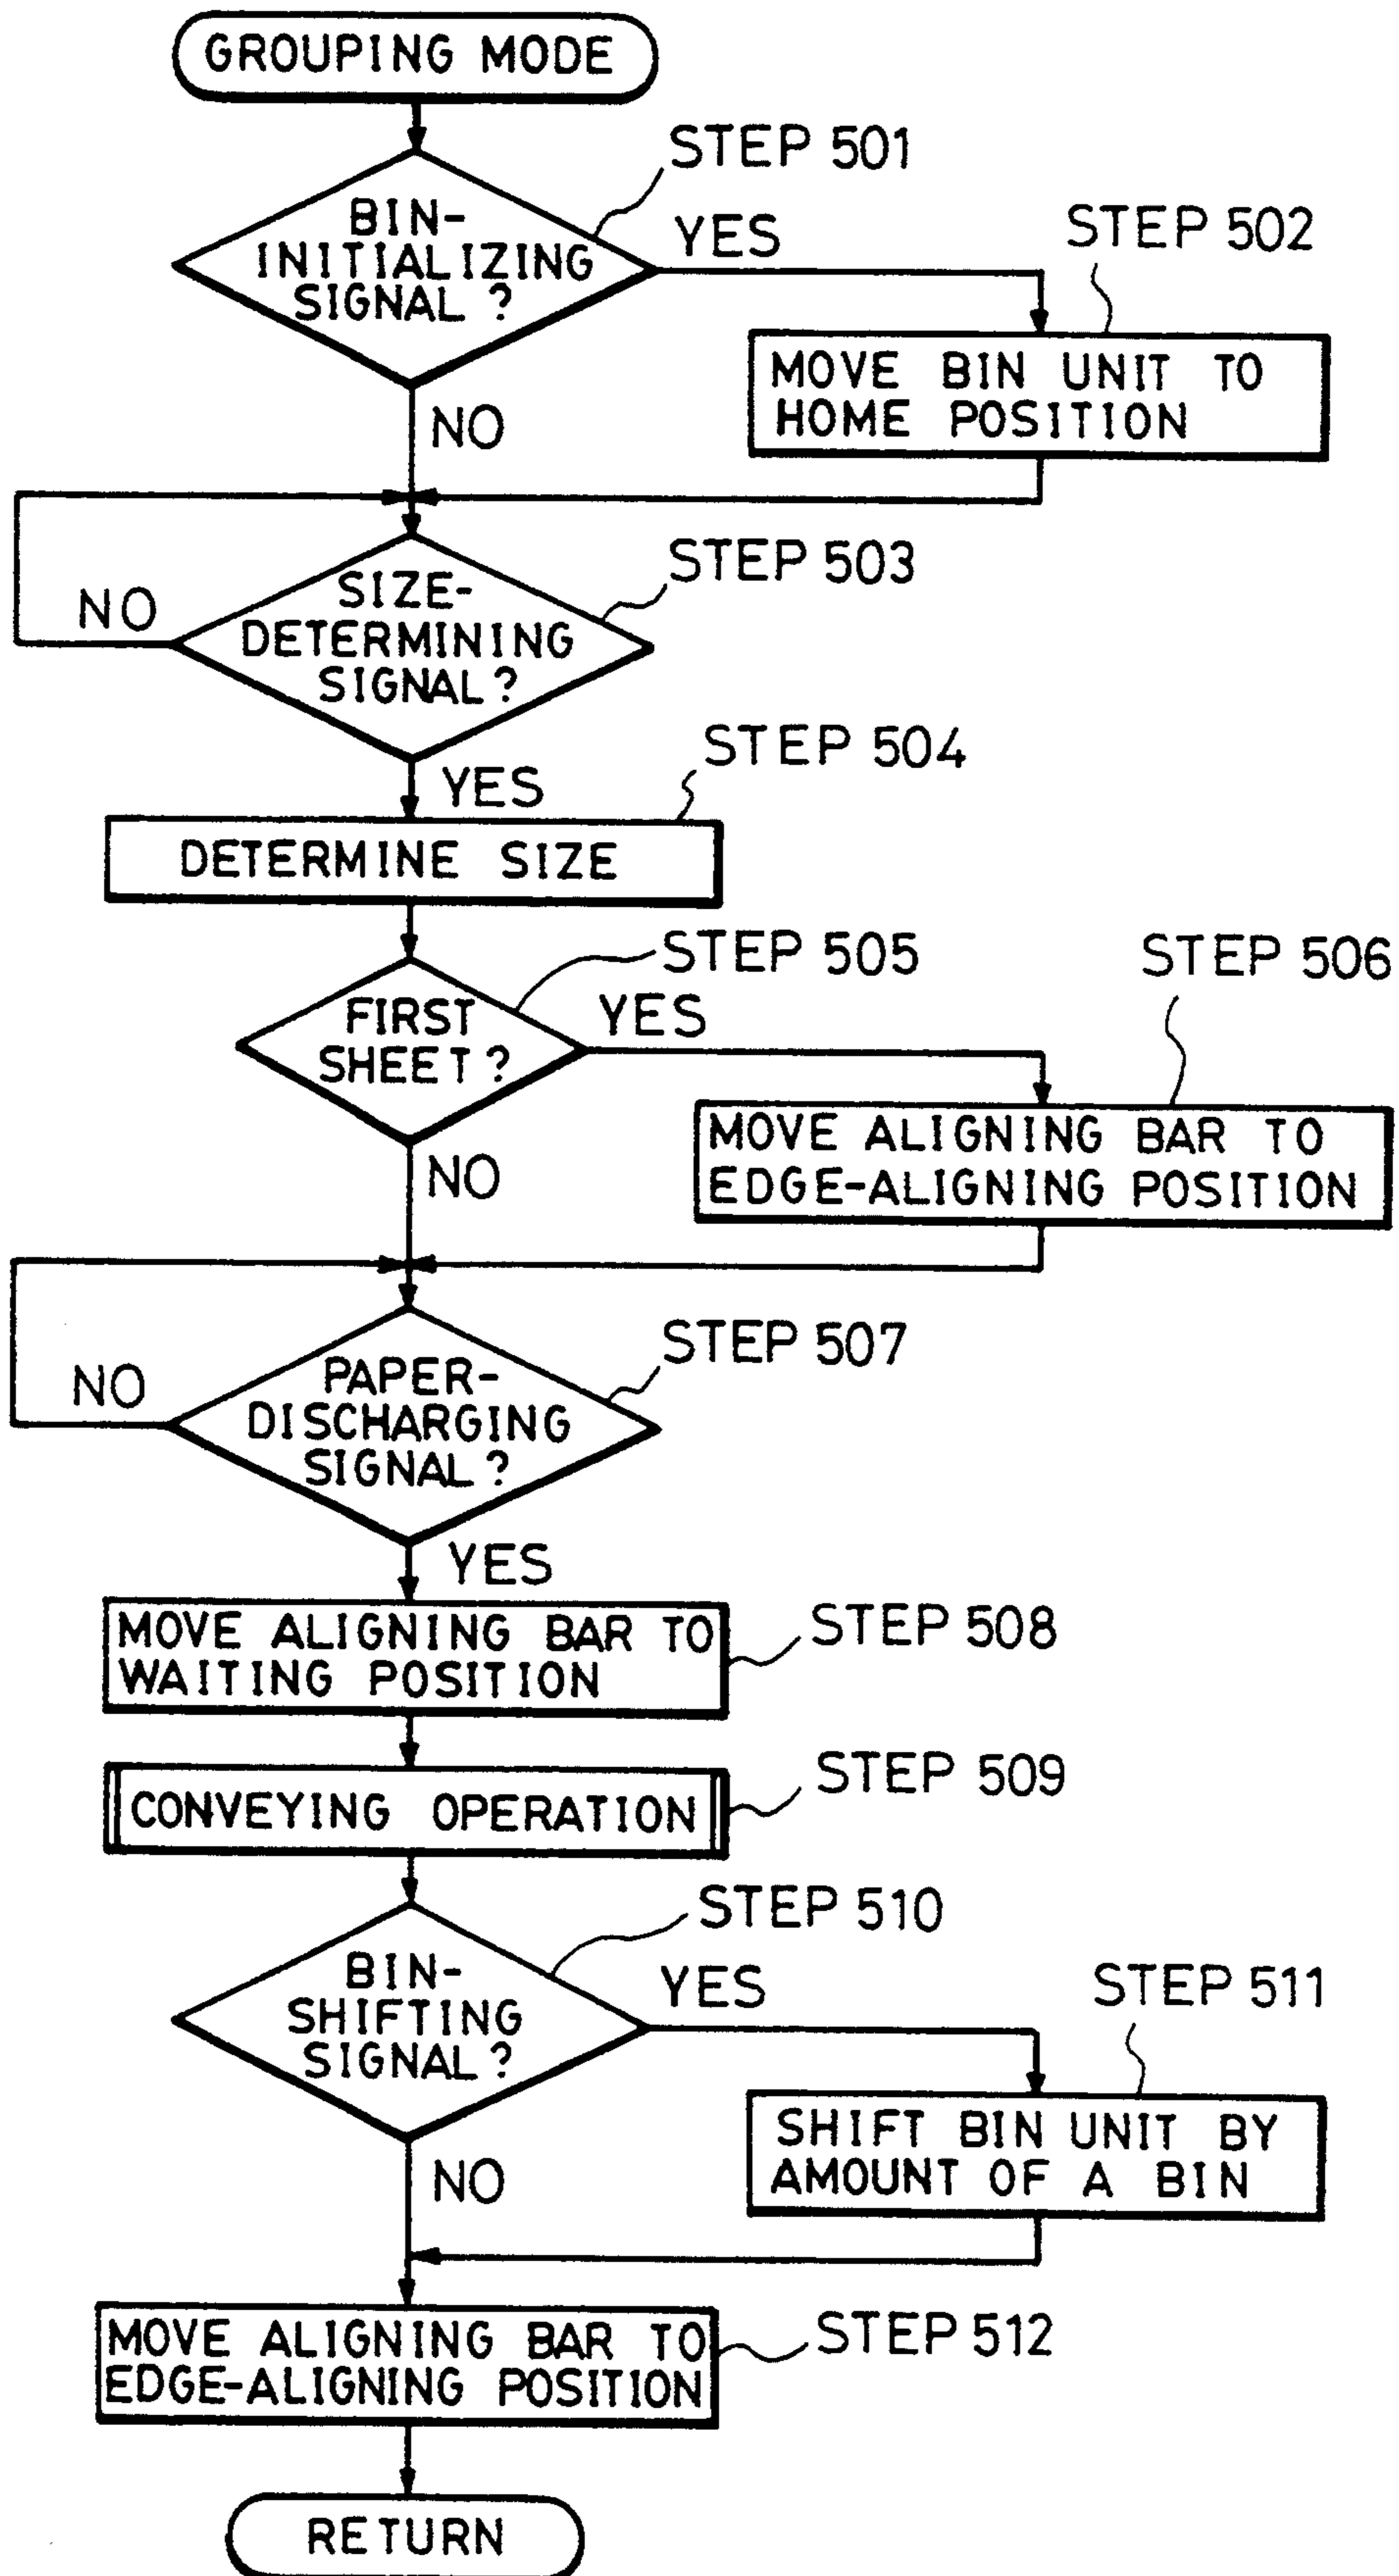 GROUPING MODE
STEP 501
BIN-
INITIALIZING
SIGNAL ?
YES
STEP 502
MOVE BIN UNIT TO
HOME POSITION
NO
STEP 503
SIZE-
DETERMINING
SIGNAL ?
NO
YES
STEP 504
DETERMINE SIZE
STEP 505
FIRST
SHEET ?
YES
STEP 506
MOVE ALIGNING BAR TO
EDGE-ALIGNING POSITION
NO
STEP 507
PAPER-
DISCHARGING
SIGNAL ?
NO
YES
MOVE ALIGNING BAR TO
WAITING POSITION
STEP 508
CONVEYING OPERATION
STEP 509
STEP 510
BIN-
SHIFTING
SIGNAL ?
YES
STEP 511
SHIFT BIN UNIT BY
AMOUNT OF A BIN
NO
MOVE ALIGNING BAR TO
EDGE-ALIGNING POSITION
STEP 512
RETURN